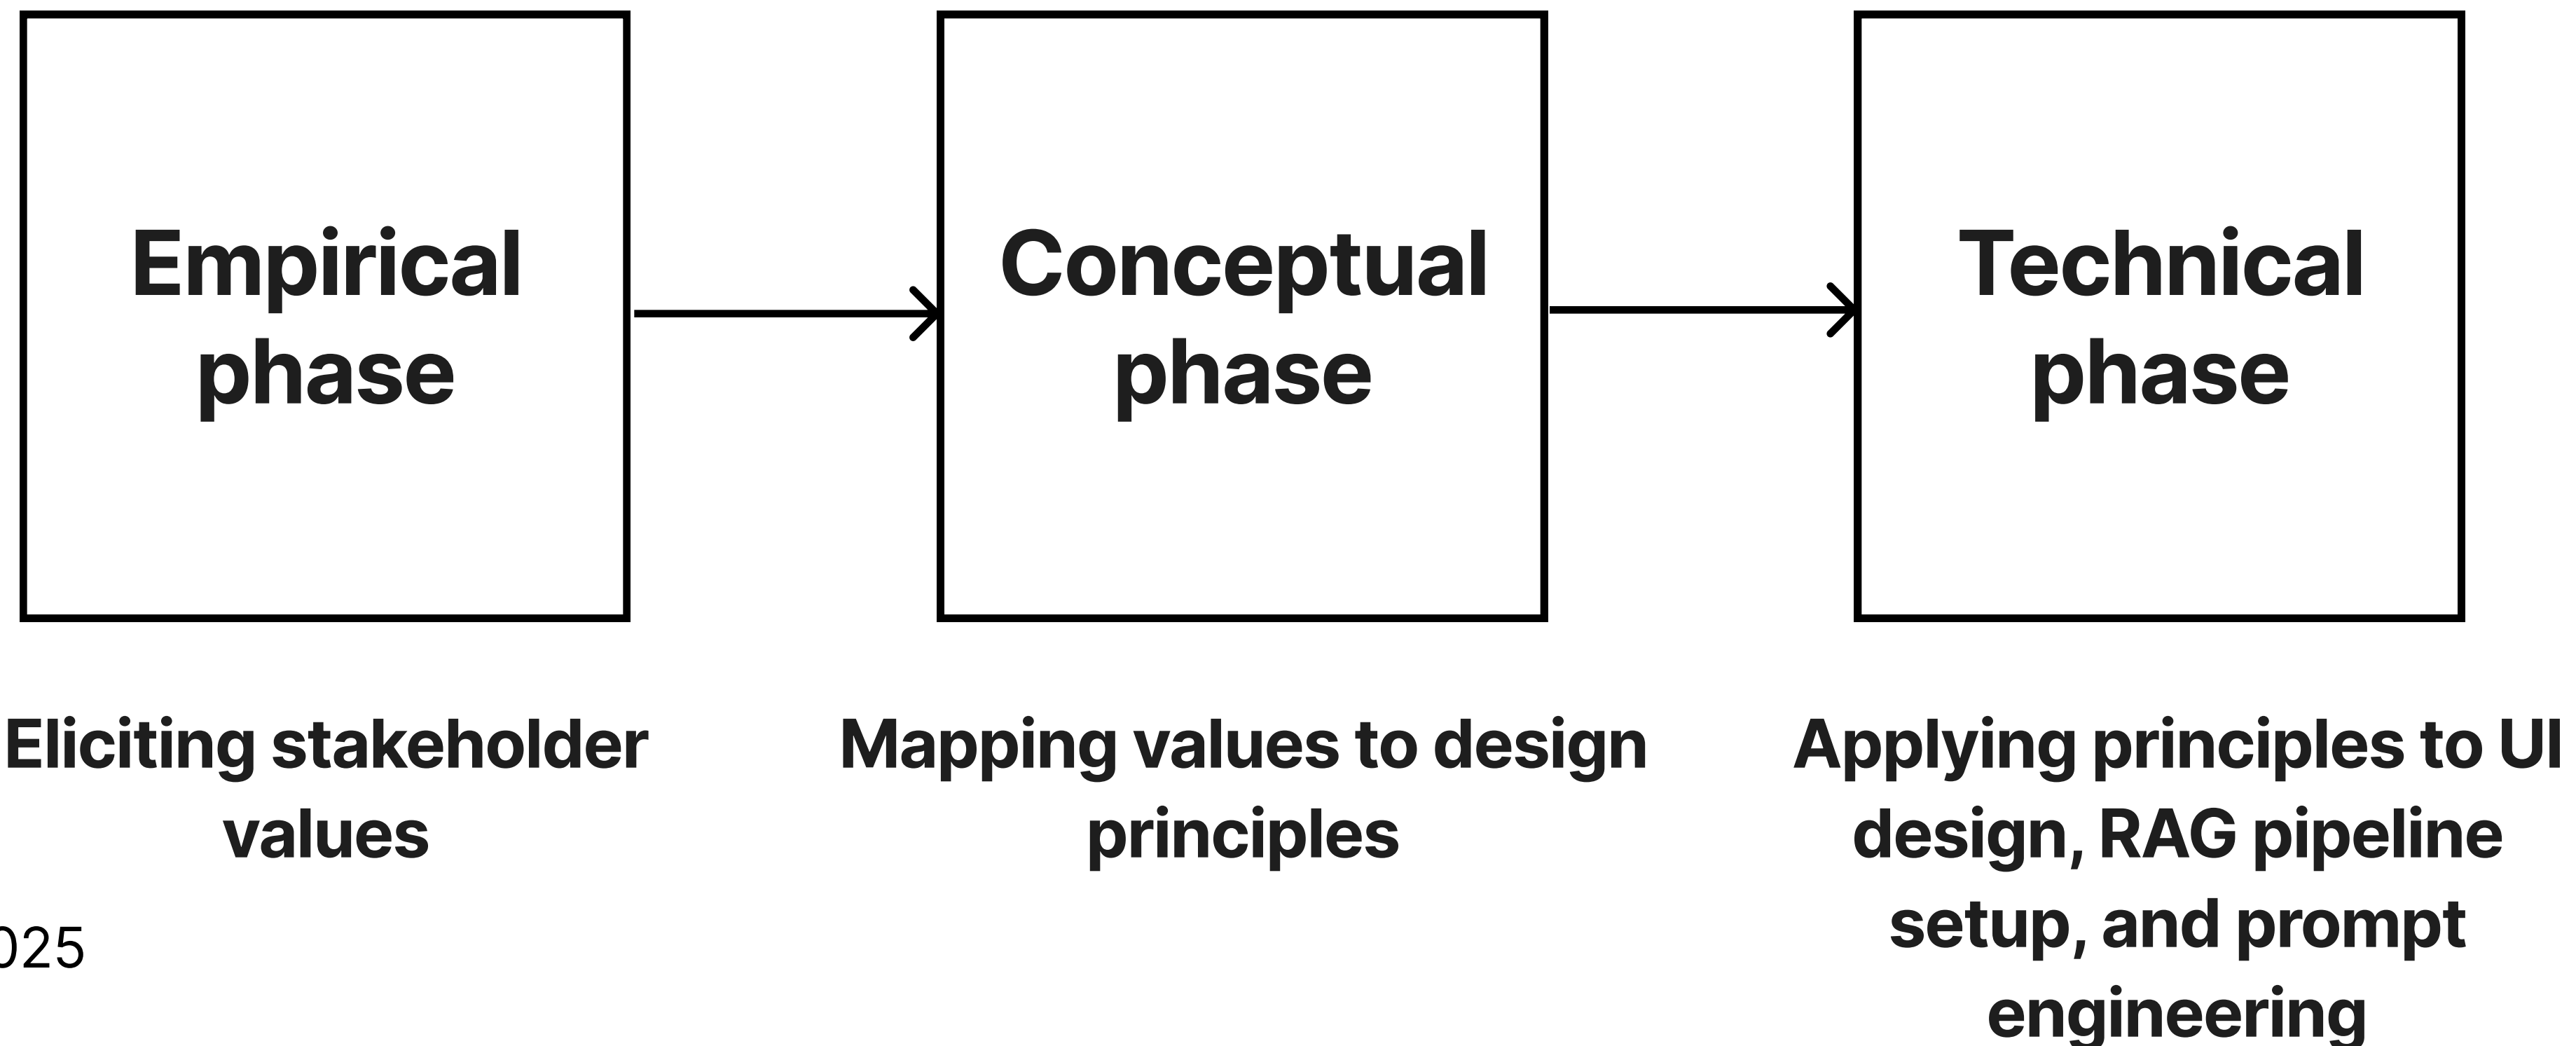 Empirical
phase
Conceptual
phase
Technical
phase
Eliciting stakeholder
values
Mapping values to design
principles
Applying principles to UI
design, RAG pipeline
setup, and prompt
engineering
025